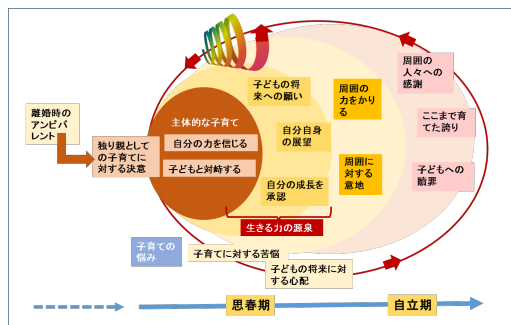 離婚時の
アンビバ
レント
独り親として
の子育てに
対する決意
主体的な子育て
自分の力を信じる
子どもと対峙する
子どもの将
来への願い
自分自身
の展望
自分の成長を
承認
生きる力の源泉
周囲の
力をかり
る
周囲に対
する意地
周囲の
人々への
感謝
ここまで育
てた誇り
子どもへの
贖罪
子育ての
悩み
子育てに対する苦悩
子どもの将来に対
する心配
思春期
自立期